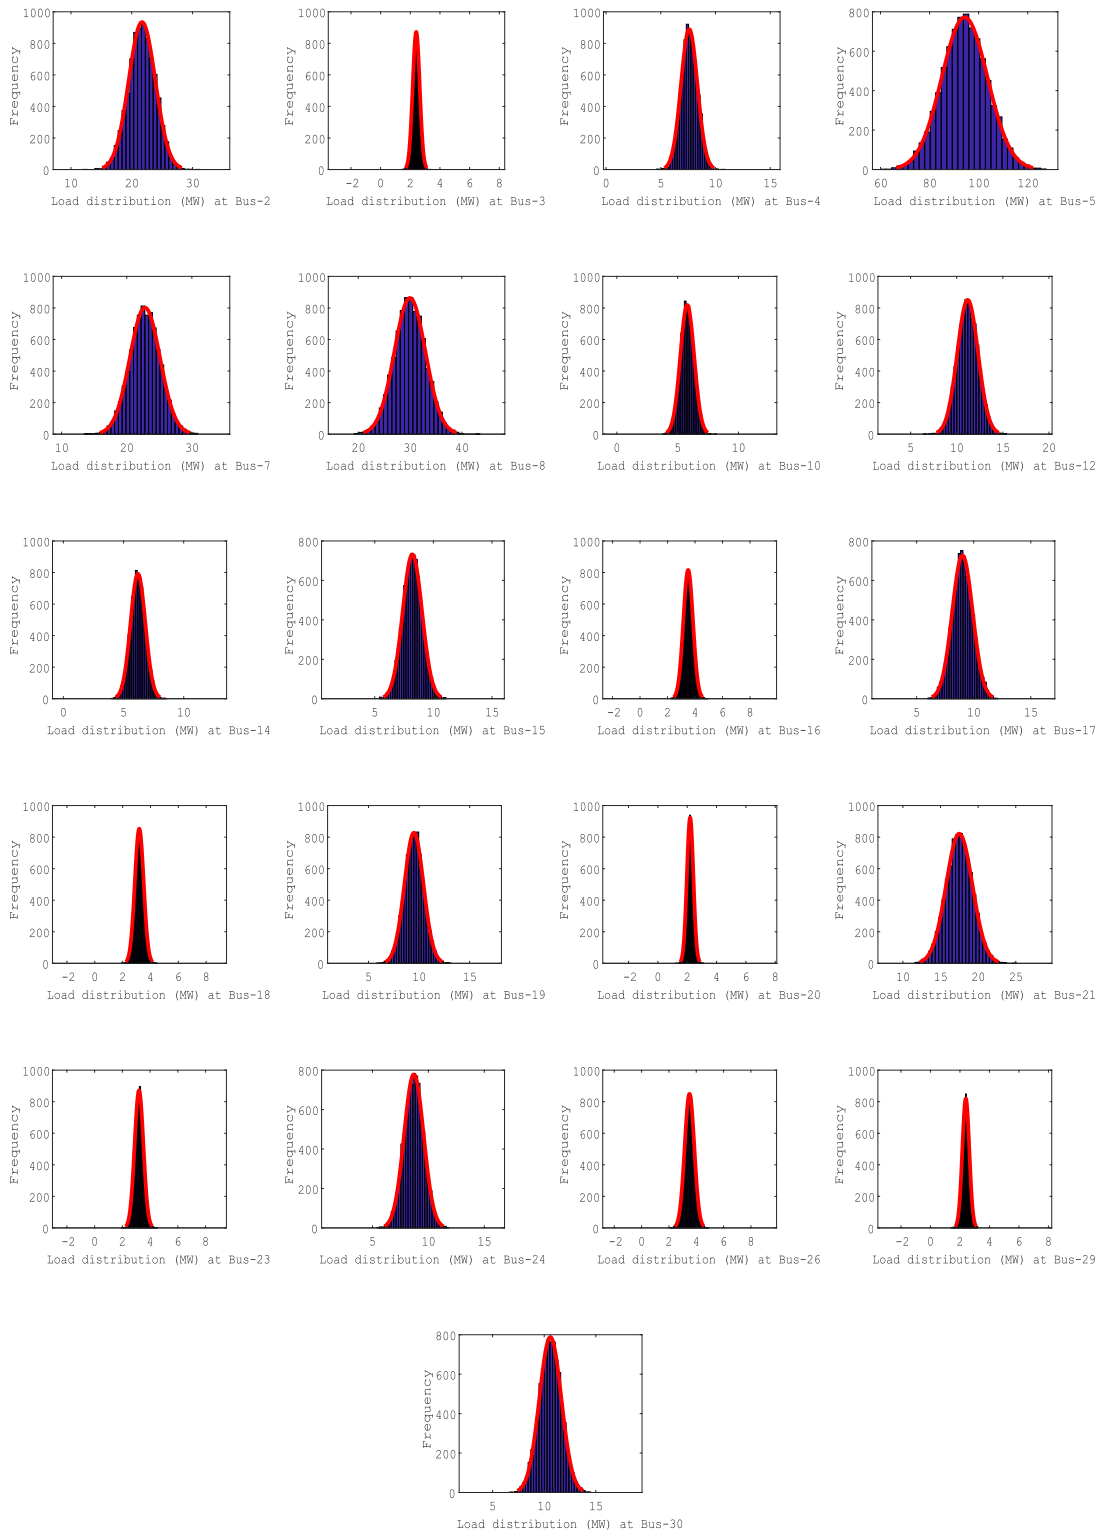 1000
800
600
400
200
0
Frequency
10 20 30
Load distribution (MW) at Bus-2
1000
800
600
400
200
0
Frequency
-2 0 2 4 6 8
Load distribution (MW) at Bus-3
1000
800
600
400
200
0
Frequency
0 5 10 15
Load distribution (MW) at Bus-4
800
600
400
200
0
Frequency
60 80 100 120
Load distribution (MW) at Bus-5
1000
800
600
400
200
0
Frequency
10 20 30
Load distribution (MW) at Bus-7
1000
800
600
400
200
0
Frequency
20 30 40
Load distribution (MW) at Bus-8
1000
800
600
400
200
0
Frequency
0 5 10
Load distribution (MW) at Bus-10
1000
800
600
400
200
0
Frequency
5 10 15 20
Load distribution (MW) at Bus-12
1000
800
600
400
200
0
Frequency
0 5 10
Load distribution (MW) at Bus-14
800
600
400
200
0
Frequency
5 10 15
Load distribution (MW) at Bus-15
1000
800
600
400
200
0
Frequency
-2 0 2 4 6 8
Load distribution (MW) at Bus-16
800
600
400
200
0
Frequency
5 10 15
Load distribution (MW) at Bus-17
1000
800
600
400
200
0
Frequency
-2 0 2 4 6 8
Load distribution (MW) at Bus-18
1000
800
600
400
200
0
Frequency
5 10 15
Load distribution (MW) at Bus-19
1000
800
600
400
200
0
Frequency
-2 0 2 4 6 8
Load distribution (MW) at Bus-20
1000
800
600
400
200
0
Frequency
10 15 20 25
Load distribution (MW) at Bus-21
1000
800
600
400
200
0
Frequency
-2 0 2 4 6 8
Load distribution (MW) at Bus-23
800
600
400
200
0
Frequency
5 10 15
Load distribution (MW) at Bus-24
1000
800
600
400
200
0
Frequency
-2 0 2 4 6 8
Load distribution (MW) at Bus-26
1000
800
600
400
200
0
Frequency
-2 0 2 4 6 8
Load distribution (MW) at Bus-29
800
600
400
200
0
Frequency
5 10 15
Load distribution (MW) at Bus-30